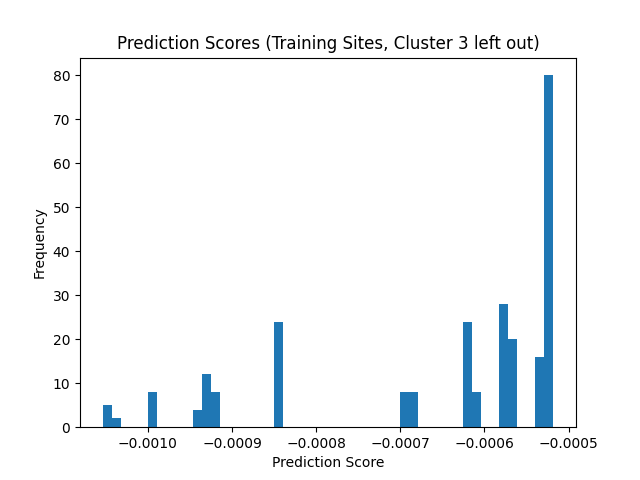 Prediction Scores (Training Sites, Cluster 3 left out)
80
70
60
50
40
30
20
10
0
Frequency
−0.0010 −0.0009 −0.0008 −0.0007 −0.0006 −0.0005
Prediction Score